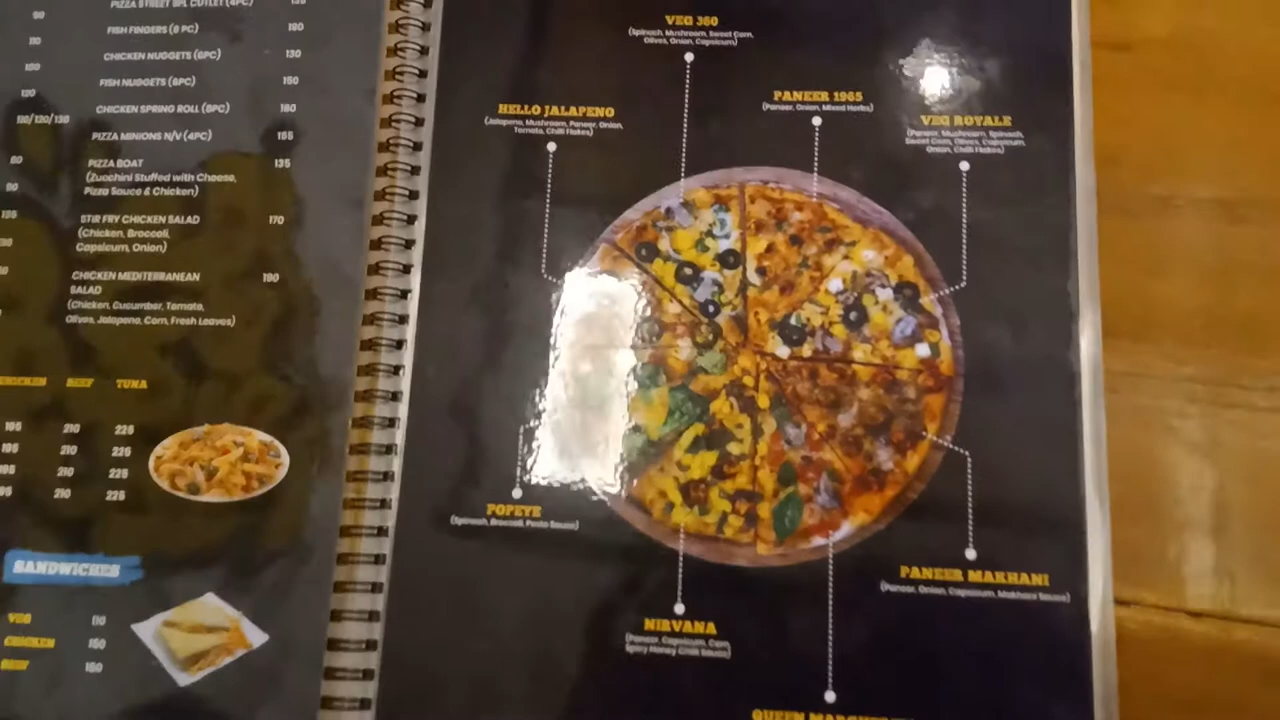 PIZZA STREET SPL CUTLET (4PC)
FISH FINGERS (8 PC) 190
CHICKEN NUGGETS (6PC) 130
FISH NUGGETS (6PC) 150
CHICKEN SPRING ROLL (8PC) 160
110/120/130
PIZZA MINIONS N/V (4PC) 155
PIZZA BOAT 135
(Zucchini Stuffed with Cheese,
Pizza Sauce & Chicken)
STIR FRY CHICKEN SALAD 170
(Chicken, Broccoli,
Capsicum, Onion)
CHICKEN MEDITERRANEAN 190
SALAD
(Chicken, Cucumber, Tomato,
Olives, Jalapeno, Corn, Fresh Leaves)
CHICKEN BEEF TUNA
195 210 225
195 210 225
195 210 225
210 225
SANDWICHES
VEG 110
CHICKEN 150
BEEF 150
VEG 360
(Spinach, Mushroom, Sweet Corn,
Olives, Onion, Capsicum)
PANEER 1965
(Paneer, Onion, Mixed Herbs)
HELLO JALAPENO
(Jalapeno, Mushroom, Paneer, Onion,
Tomato, Chilli Flakes)
VEG ROYALE
(Paneer, Mushroom, Spinach,
Sweet Corn, Olives, Capsicum,
Onion, Chilli Flakes)
POPEYE
(Spinach, Broccoli, Pesto Sauce)
PANEER MAKHANI
(Paneer, Onion, Capsicum, Makhani Sauce)
NIRVANA
(Paneer, Capsicum, Corn,
Spicy Honey Chilli Sauce)
QUEEN